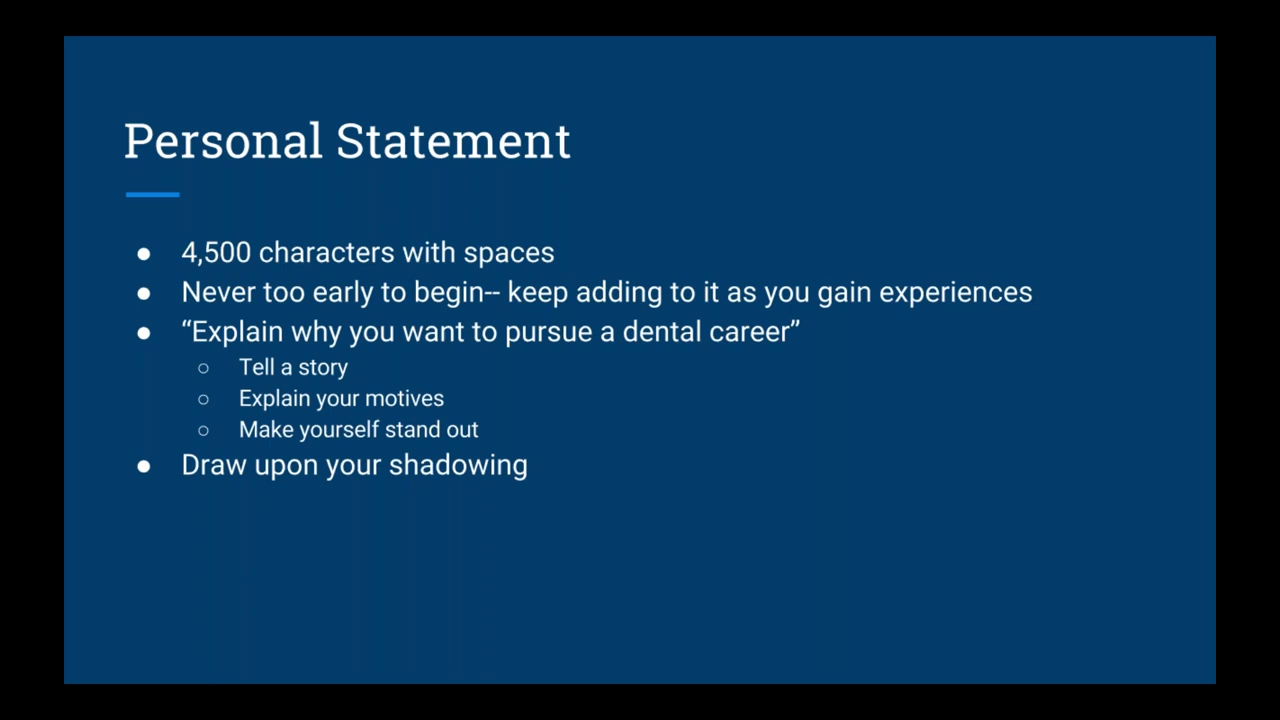 Personal Statement
● 4,500 characters with spaces
● Never too early to begin-- keep adding to it as you gain experiences
● “Explain why you want to pursue a dental career”
○ Tell a story
○ Explain your motives
○ Make yourself stand out
● Draw upon your shadowing